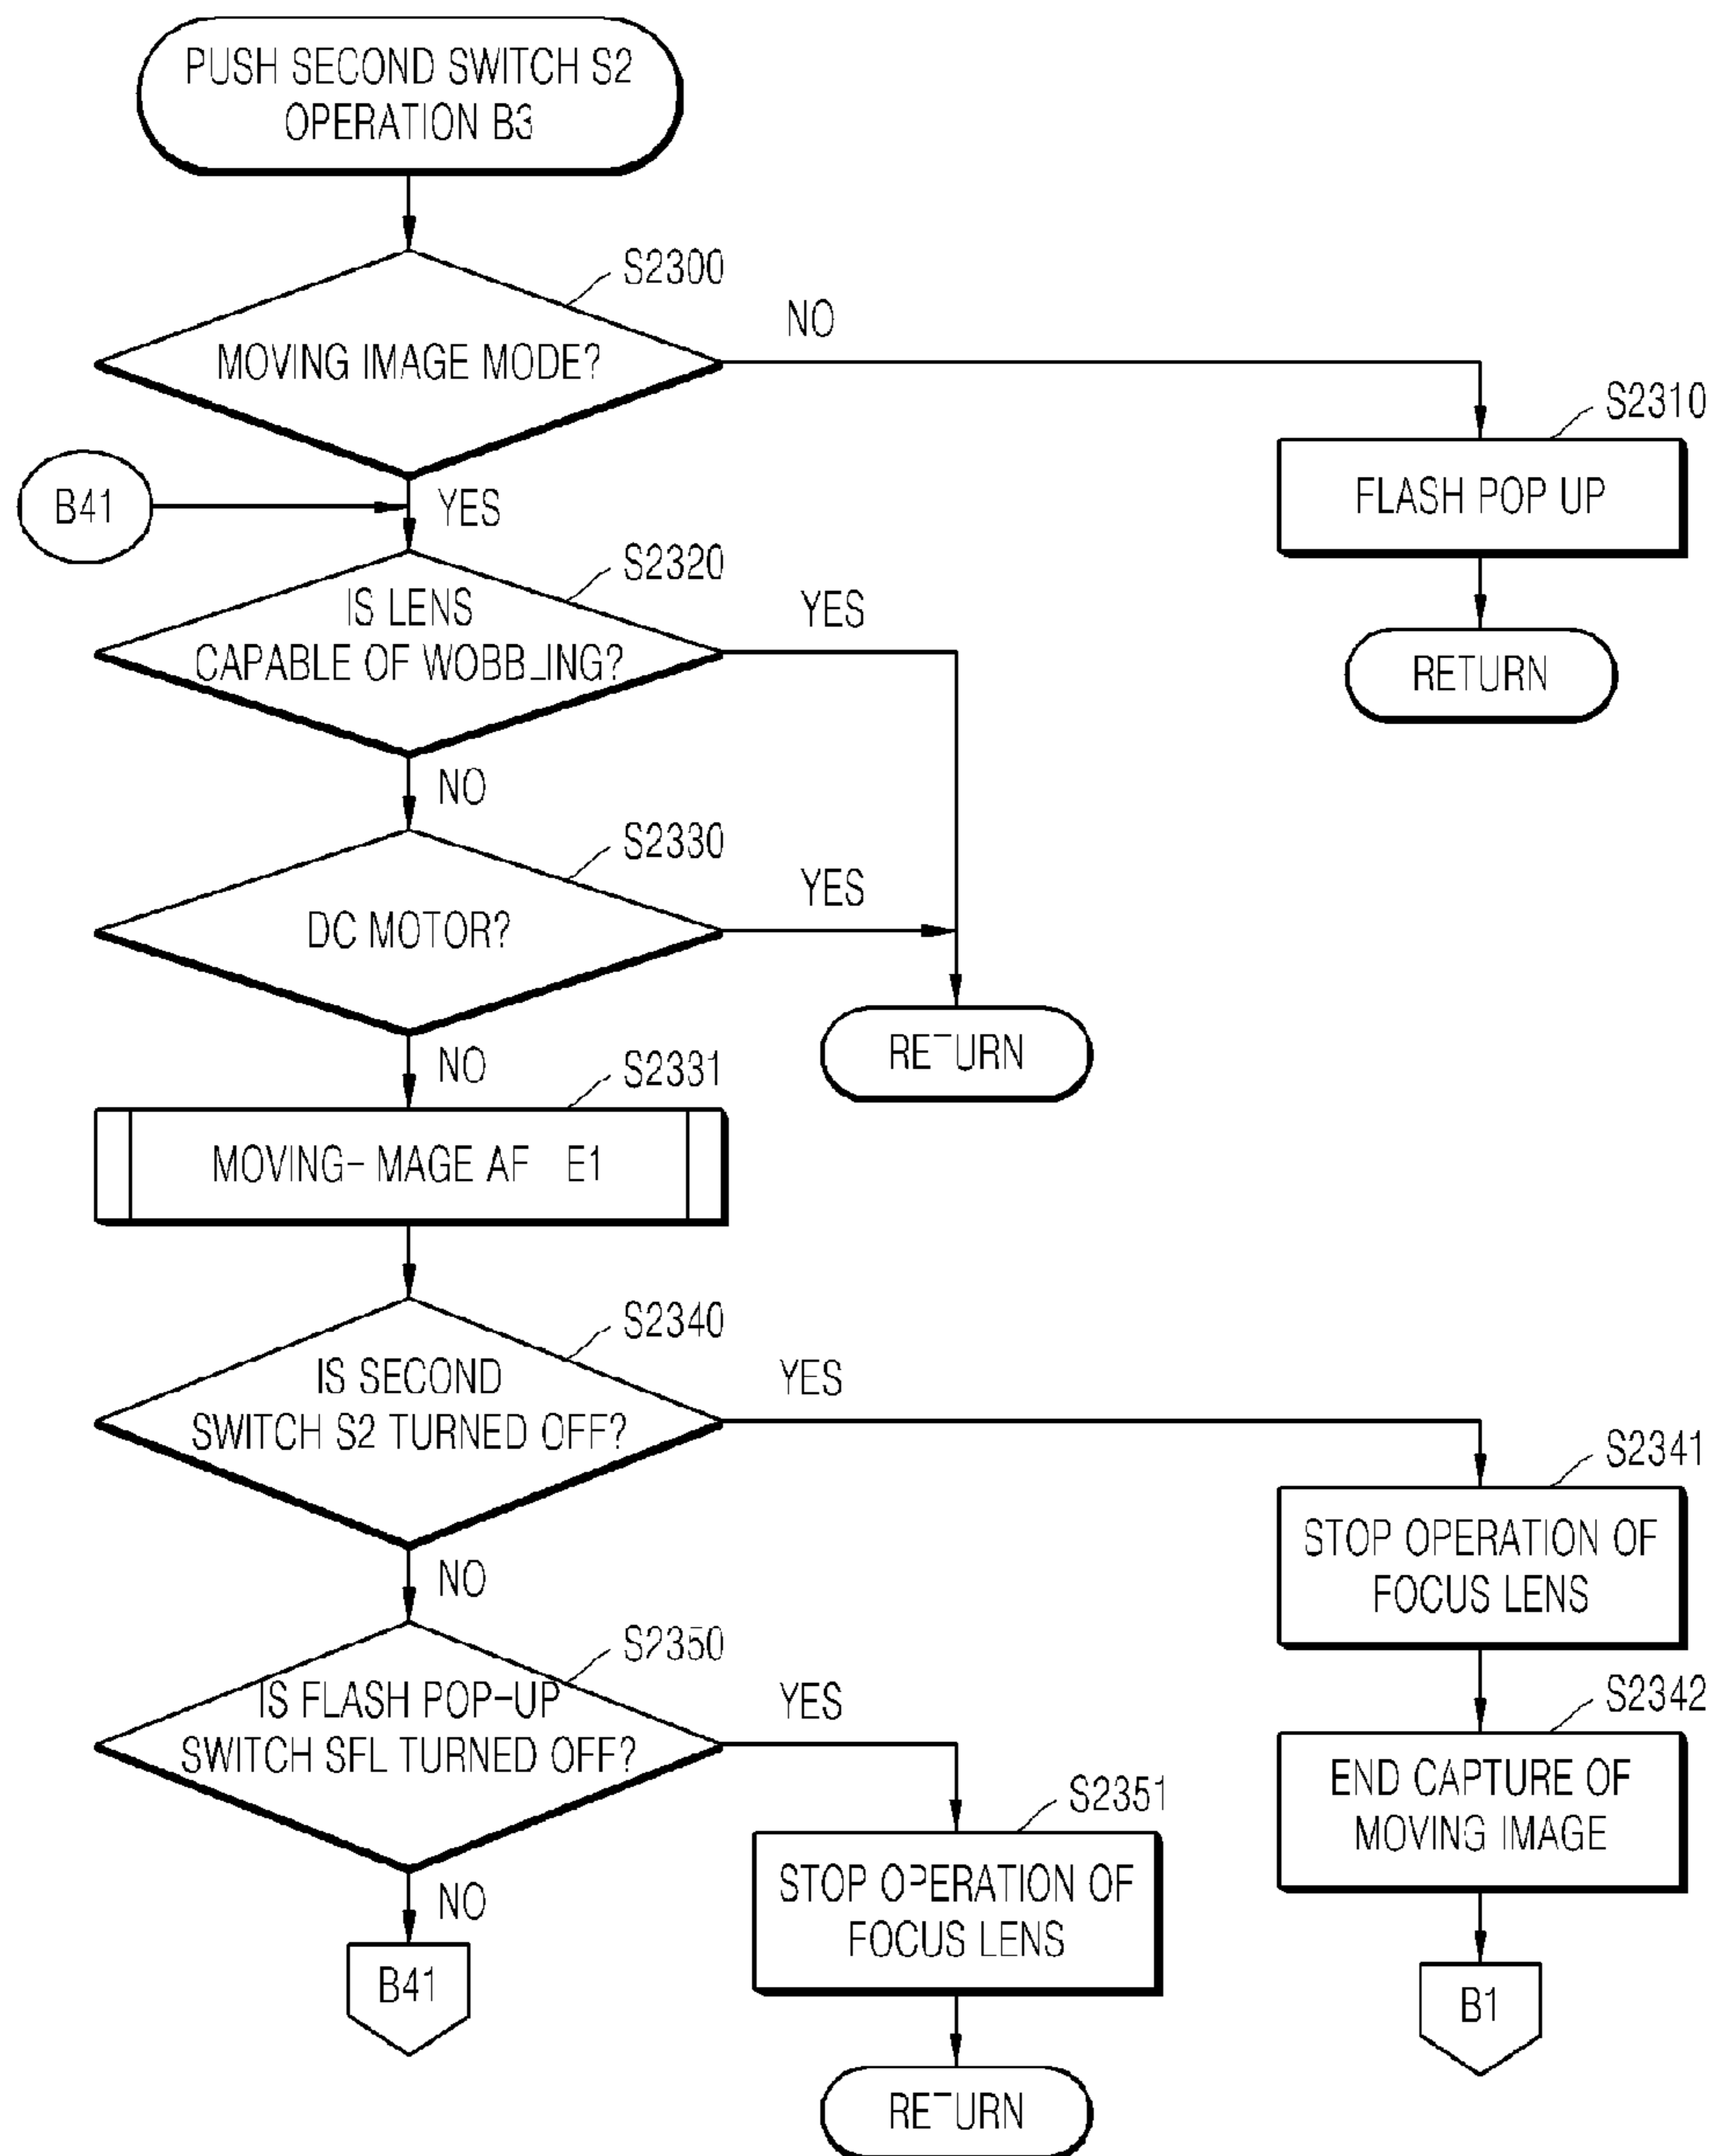 PUSH SECOND SWITCH S2
OPERATION B3
S2300
MOVING IMAGE MODE?
NO
S2310
FLASH POP UP
RETURN
B41
YES
S2320
IS LENS
CAPABLE OF WOBBLING?
YES
NO
S2330
DC MOTOR?
YES
RETURN
NO
S2331
MOVING-IMAGE AF E1
S2340
IS SECOND
SWITCH S2 TURNED OFF?
YES
S2341
STOP OPERATION OF
FOCUS LENS
NO
S2342
END CAPTURE OF
MOVING IMAGE
B1
S2350
IS FLASH POP-UP
SWITCH SFL TURNED OFF?
YES
S2351
STOP OPERATION OF
FOCUS LENS
RETURN
NO
B41